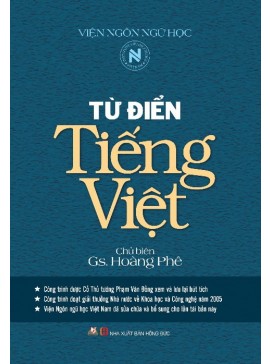 VIỆN NGÔN NGỮ HỌC
TỪ ĐIỂN
Tiếng
Việt
Chủ biên
Gs. Hoàng Phê
★ Công trình được Cố Thủ tướng Phạm Văn Đồng xem và lưu lại bút tích
★ Công trình đoạt giải thưởng Nhà nước về Khoa học và Công nghệ năm 2005
★ Viện Ngôn ngữ học Việt Nam đã sửa chữa và bổ sung cho lần tái bản này
NHÀ XUẤT BẢN HỒNG ĐỨC